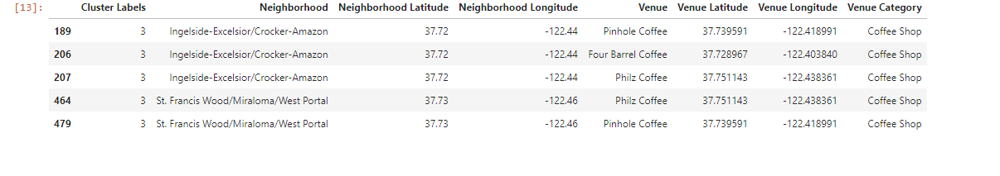 [13]: Cluster Labels Neighborhood Neighborhood Latitude Neighborhood Longitude Venue Venue Latitude Venue Longitude Venue Category
189 3 Ingelside-Excelsior/Crocker-Amazon 37.72 -122.44 Pinhole Coffee 37.739591 -122.418991 Coffee Shop
206 3 Ingelside-Excelsior/Crocker-Amazon 37.72 -122.44 Four Barrel Coffee 37.728967 -122.403840 Coffee Shop
207 3 Ingelside-Excelsior/Crocker-Amazon 37.72 -122.44 Philz Coffee 37.751143 -122.438361 Coffee Shop
464 3 St. Francis Wood/Miraloma/West Portal 37.73 -122.46 Philz Coffee 37.751143 -122.438361 Coffee Shop
479 3 St. Francis Wood/Miraloma/West Portal 37.73 -122.46 Pinhole Coffee 37.739591 -122.418991 Coffee Shop